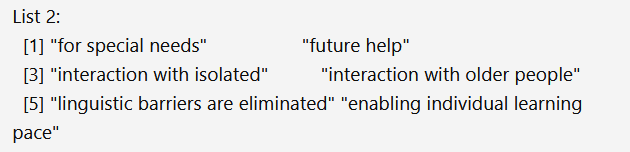 List 2:
[1] "for special needs" "future help"
[3] "interaction with isolated" "interaction with older people"
[5] "linguistic barriers are eliminated" "enabling individual learning
pace"